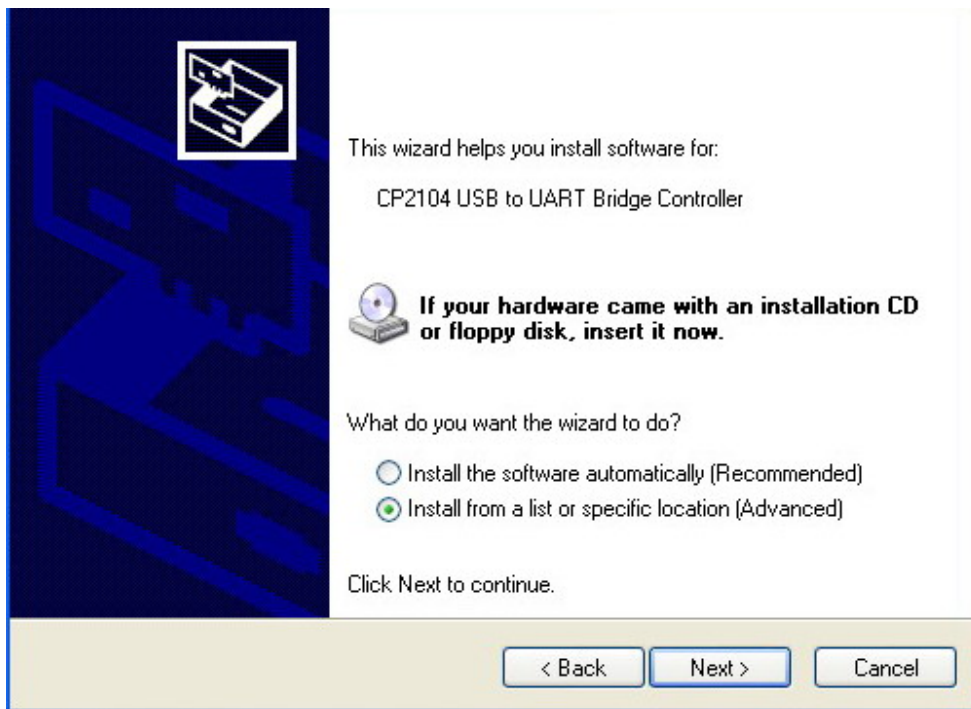 This wizard helps you install software for:
CP2104 USB to UART Bridge Controller
If your hardware came with an installation CD
or floppy disk, insert it now.
What do you want the wizard to do?
Install the software automatically (Recommended)
Install from a list or specific location (Advanced)
Click Next to continue.
< Back Next > Cancel